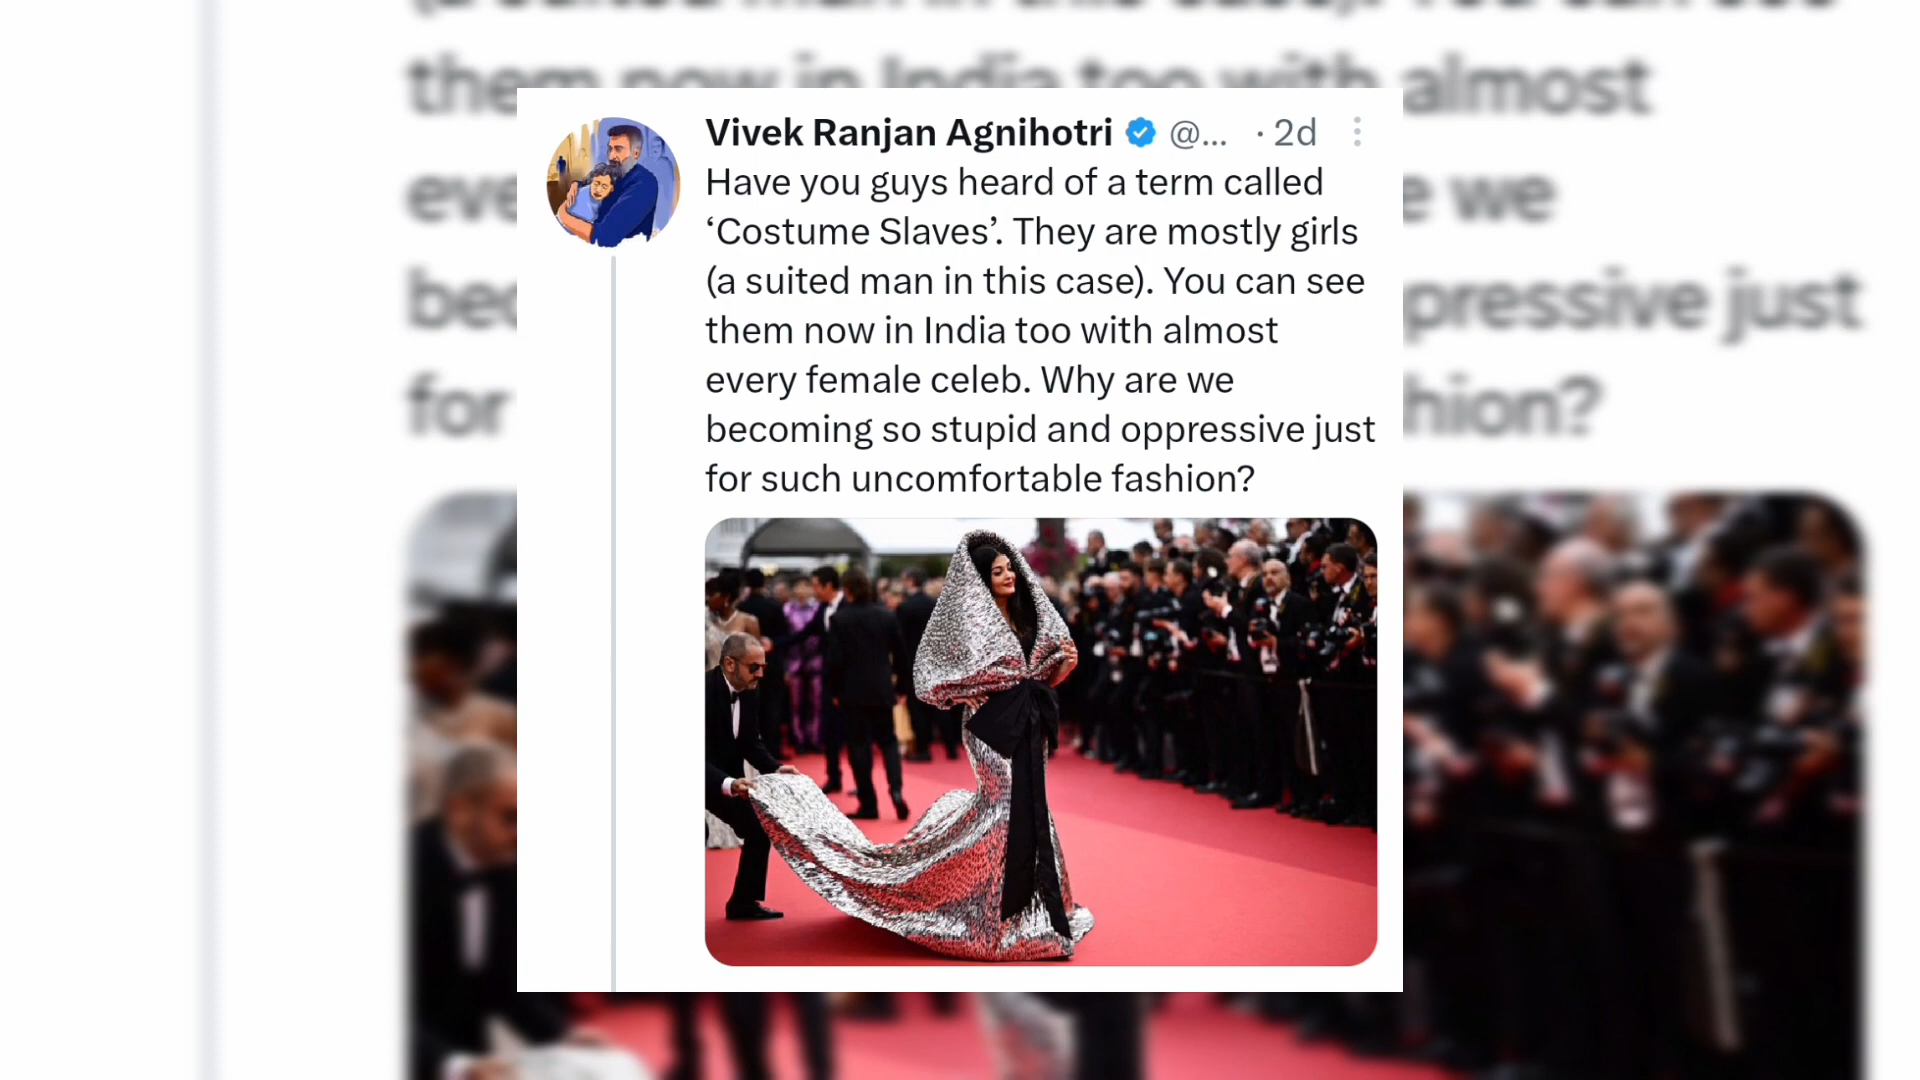 Vivek Ranjan Agnihotri @... · 2d
Have you guys heard of a term called
‘Costume Slaves’. They are mostly girls
(a suited man in this case). You can see
them now in India too with almost
every female celeb. Why are we
becoming so stupid and oppressive just
for such uncomfortable fashion?